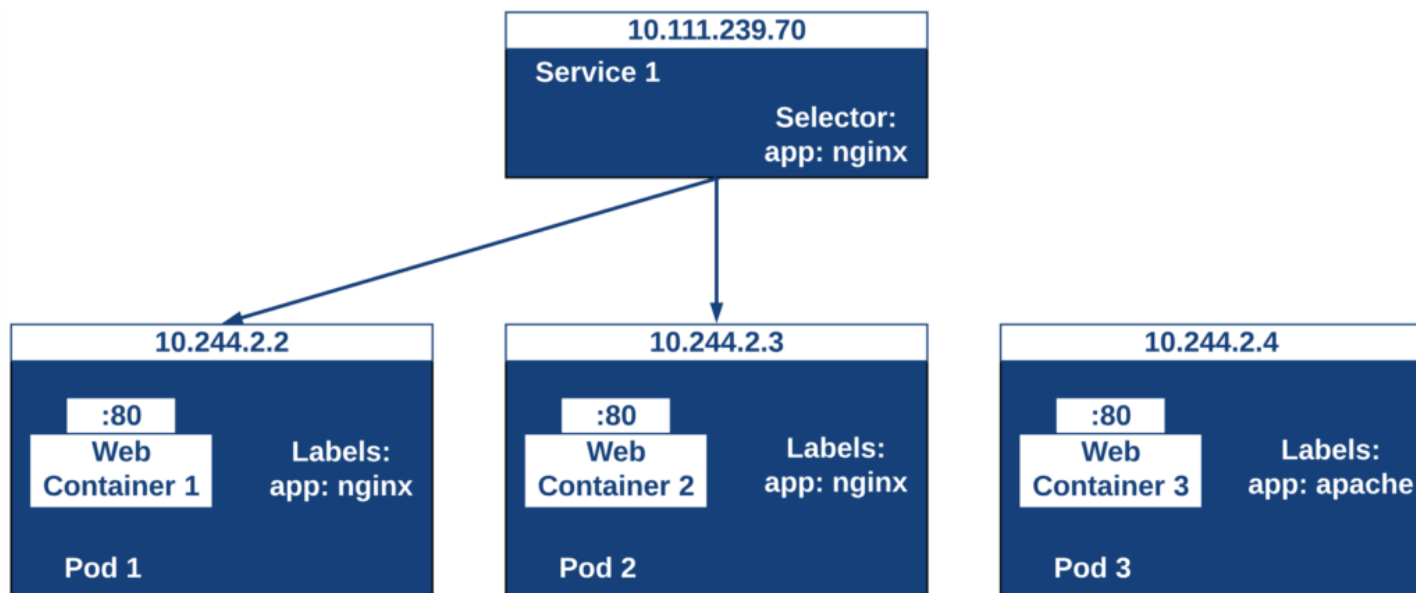 10.111.239.70
Service 1
Selector:
app: nginx
10.244.2.2
:80
Web
Container 1
Labels:
app: nginx
Pod 1
10.244.2.3
:80
Web
Container 2
Labels:
app: nginx
Pod 2
10.244.2.4
:80
Web
Container 3
Labels:
app: apache
Pod 3